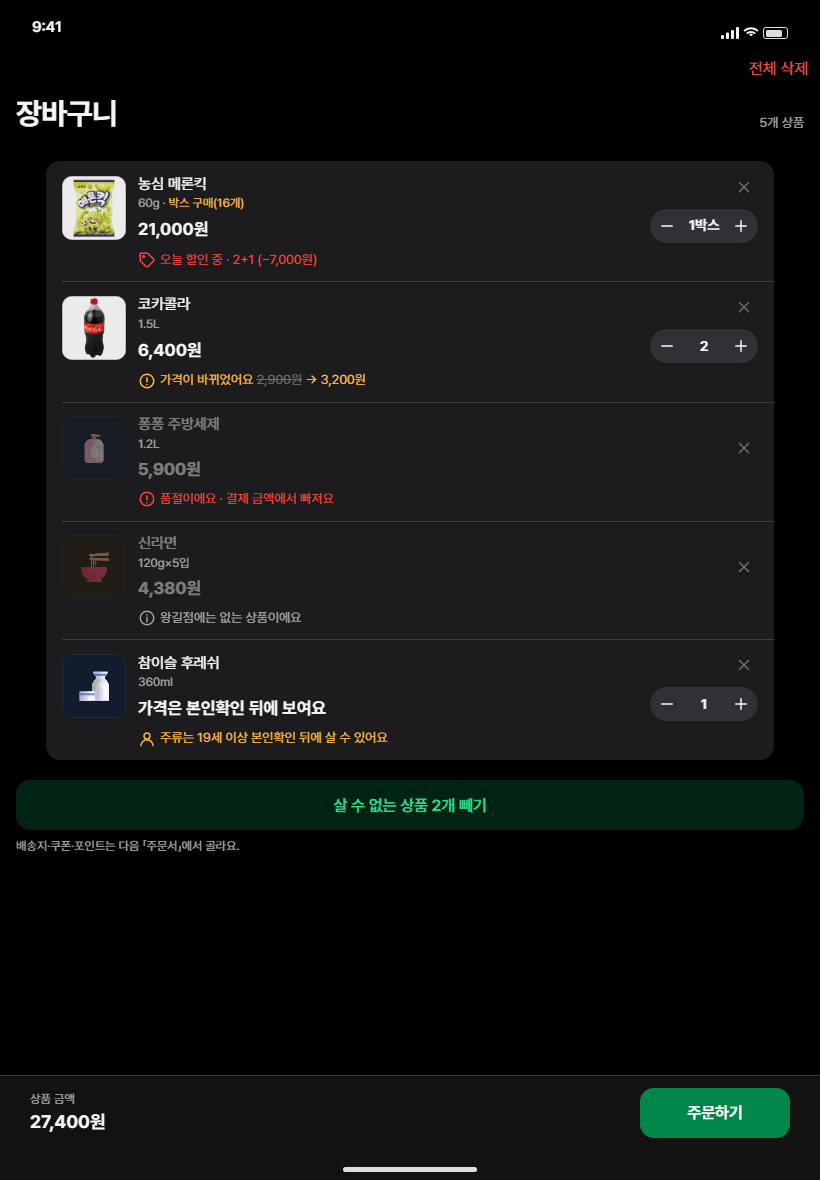 9:41
전체 삭제
장바구니
5개 상품
농심 메론킥
60g · 박스 구매(16개)
21,000원
1박스
오늘 할인 중 · 2+1 (−7,000원)
코카콜라
1.5L
6,400원
2
가격이 바뀌었어요 2,900원 → 3,200원
퐁퐁 주방세제
1.2L
5,900원
품절이에요 · 결제 금액에서 빠져요
신라면
120g×5입
4,380원
왕길점에는 없는 상품이에요
참이슬 후레쉬
360ml
가격은 본인확인 뒤에 보여요
1
주류는 19세 이상 본인확인 뒤에 살 수 있어요
살 수 없는 상품 2개 빼기
배송지·쿠폰·포인트는 다음 「주문서」에서 골라요.
상품 금액
27,400원
주문하기